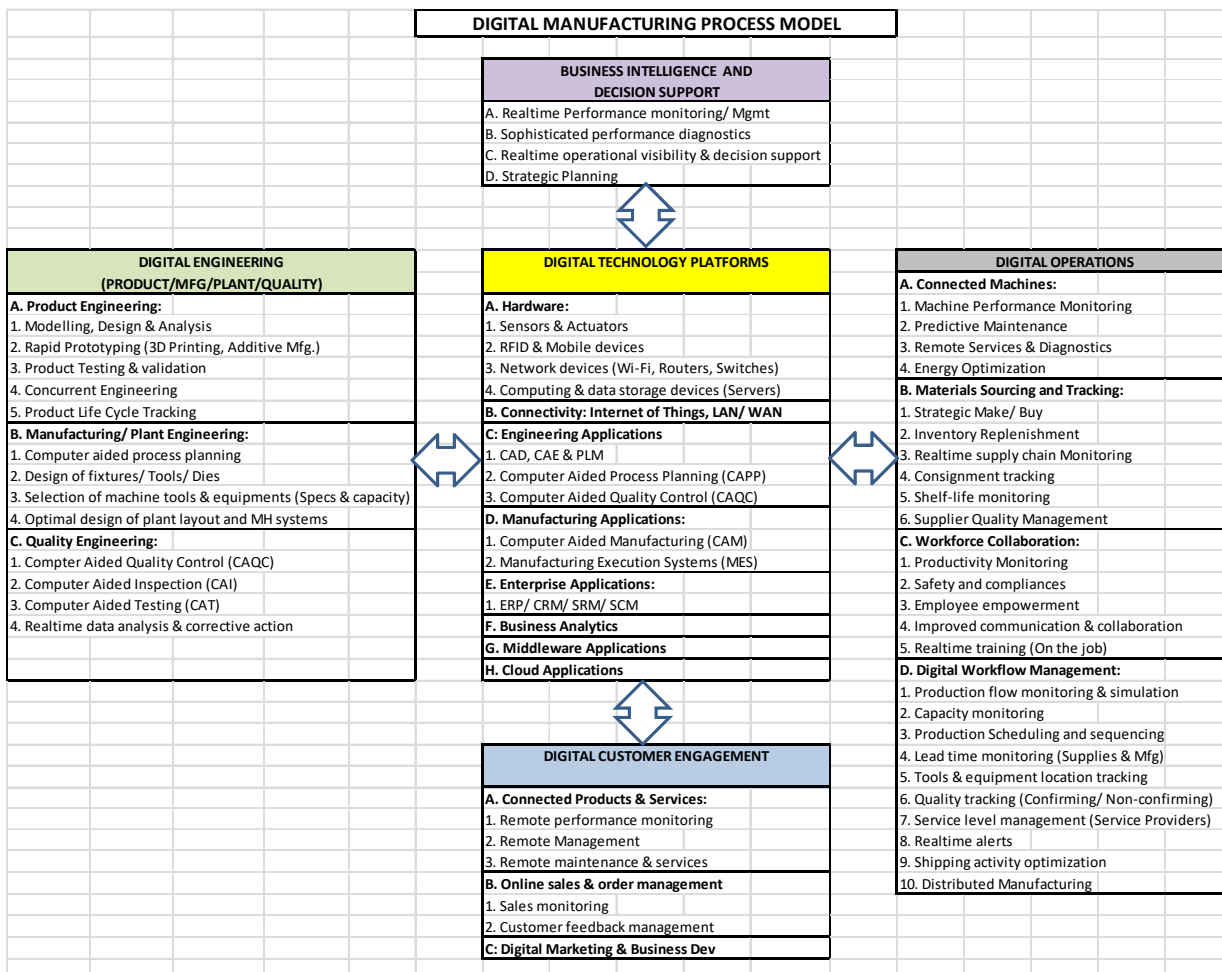 DIGITAL MANUFACTURING PROCESS MODEL
BUSINESS INTELLIGENCE AND
DECISION SUPPORT
A. Realtime Performance monitoring/ Mgmt
B. Sophisticated performance diagnostics
C. Realtime operational visibility & decision support
D. Strategic Planning
DIGITAL ENGINEERING
(PRODUCT/MFG/PLANT/QUALITY)
A. Product Engineering:
1. Modelling, Design & Analysis
2. Rapid Prototyping (3D Printing, Additive Mfg.)
3. Product Testing & validation
4. Concurrent Engineering
5. Product Life Cycle Tracking
B. Manufacturing/ Plant Engineering:
1. Computer aided process planning
2. Design of fixtures/ Tools/ Dies
3. Selection of machine tools & equipments (Specs & capacity)
4. Optimal design of plant layout and MH systems
C. Quality Engineering:
1. Compter Aided Quality Control (CAQC)
2. Computer Aided Inspection (CAI)
3. Computer Aided Testing (CAT)
4. Realtime data analysis & corrective action
DIGITAL TECHNOLOGY PLATFORMS
A. Hardware:
1. Sensors & Actuators
2. RFID & Mobile devices
3. Network devices (Wi-Fi, Routers, Switches)
4. Computing & data storage devices (Servers)
B. Connectivity: Internet of Things, LAN/ WAN
C: Engineering Applications
1. CAD, CAE & PLM
2. Computer Aided Process Planning (CAPP)
3. Computer Aided Quality Control (CAQC)
D. Manufacturing Applications:
1. Computer Aided Manufacturing (CAM)
2. Manufacturing Execution Systems (MES)
E. Enterprise Applications:
1. ERP/ CRM/ SRM/ SCM
F. Business Analytics
G. Middleware Applications
H. Cloud Applications
DIGITAL OPERATIONS
A. Connected Machines:
1. Machine Performance Monitoring
2. Predictive Maintenance
3. Remote Services & Diagnostics
4. Energy Optimization
B. Materials Sourcing and Tracking:
1. Strategic Make/ Buy
2. Inventory Replenishment
3. Realtime supply chain Monitoring
4. Consignment tracking
5. Shelf-life monitoring
6. Supplier Quality Management
C. Workforce Collaboration:
1. Productivity Monitoring
2. Safety and compliances
3. Employee empowerment
4. Improved communication & collaboration
5. Realtime training (On the job)
D. Digital Workflow Management:
1. Production flow monitoring & simulation
2. Capacity monitoring
3. Production Scheduling and sequencing
4. Lead time monitoring (Supplies & Mfg)
5. Tools & equipment location tracking
6. Quality tracking (Confirming/ Non-confirming)
7. Service level management (Service Providers)
8. Realtime alerts
9. Shipping activity optimization
10. Distributed Manufacturing
DIGITAL CUSTOMER ENGAGEMENT
A. Connected Products & Services:
1. Remote performance monitoring
2. Remote Management
3. Remote maintenance & services
B. Online sales & order management
1. Sales monitoring
2. Customer feedback management
C: Digital Marketing & Business Dev